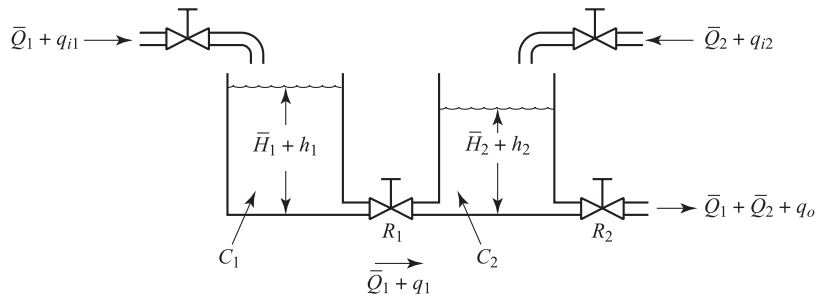 Q̅₁ + qᵢ₁
Q̅₂ + qᵢ₂
H̅₁ + h₁
H̅₂ + h₂
Q̅₁ + Q̅₂ + qₒ
R₁
R₂
C₁
C₂
Q̅₁ + q₁